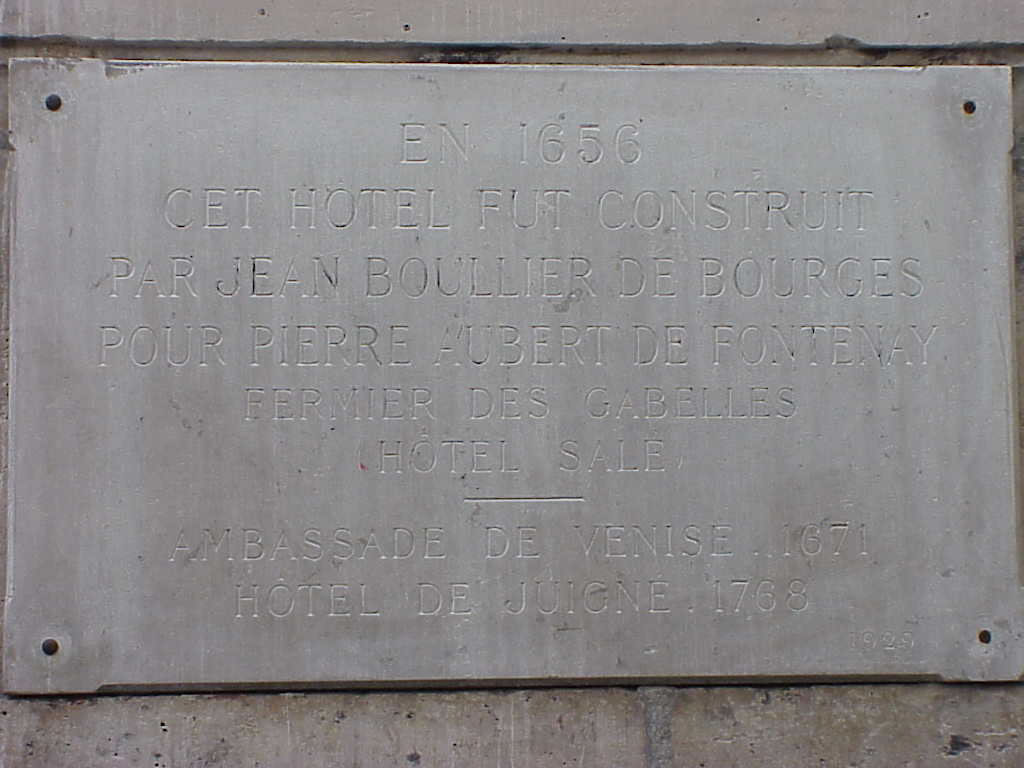 EN 1656
CET HÔTEL FUT CONSTRUIT
PAR JEAN BOULLIER DE BOURGES
POUR PIERRE AUBERT DE FONTENAY
FERMIER DES GABELLES
(HÔTEL SALÉ)
AMBASSADE DE VENISE . 1671
HÔTEL DE JUIGNÉ . 1768
1929